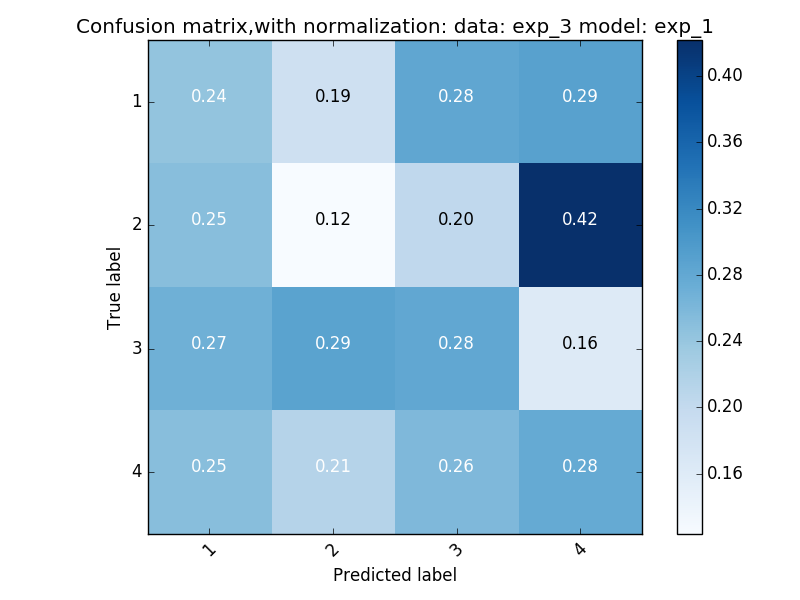 Confusion matrix,with normalization: data: exp_3 model: exp_1
True label
1
0.24 0.19 0.28 0.29
2
0.25 0.12 0.20 0.42
3
0.27 0.29 0.28 0.16
4
0.25 0.21 0.26 0.28
1 2 3 4
Predicted label
0.40
0.36
0.32
0.28
0.24
0.20
0.16